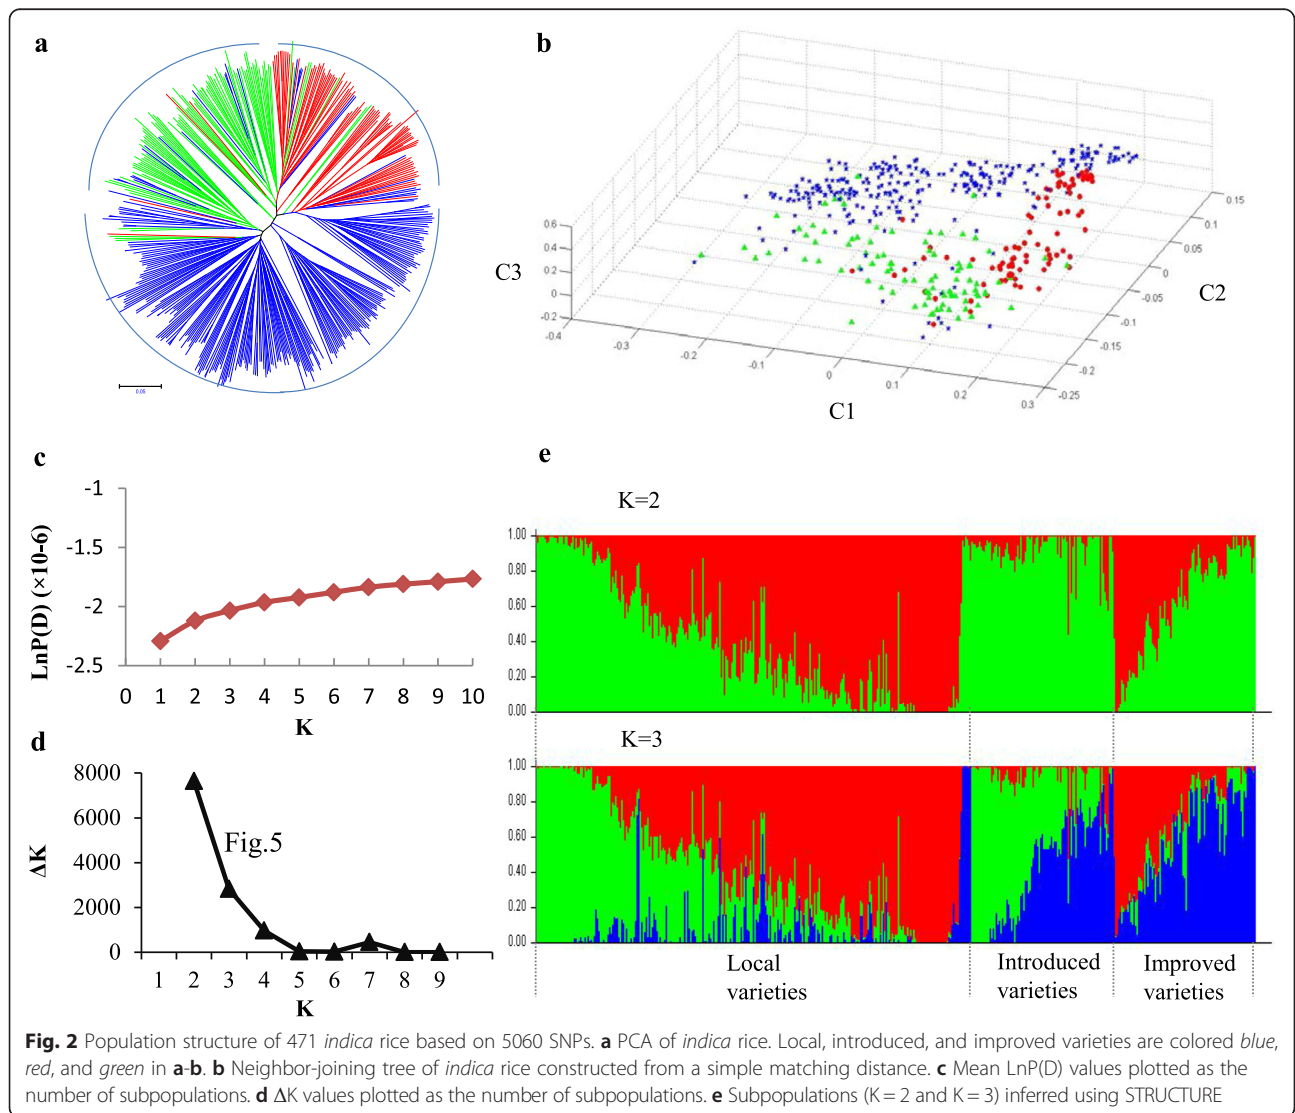 a
0.05
b
0.6
0.4
0.2
0
-0.2
C3
-0.4
-0.3
-0.2
-0.1
0
0.1
0.2
0.3
C1
0.15
0.1
0.05
0
-0.05
-0.1
-0.15
-0.2
-0.25
C2
c
-1
-1.5
-2
-2.5
LnP(D) (×10-6)
0 1 2 3 4 5 6 7 8 9 10
K
d
8000
6000
4000
2000
0
ΔK
Fig.5
1 2 3 4 5 6 7 8 9
K
e
K=2
1.00
0.80
0.60
0.40
0.20
0.00
K=3
1.00
0.80
0.60
0.40
0.20
0.00
Local
varieties
Introduced
varieties
Improved
varieties
Fig. 2 Population structure of 471 indica rice based on 5060 SNPs. a PCA of indica rice. Local, introduced, and improved varieties are colored blue,
red, and green in a-b. b Neighbor-joining tree of indica rice constructed from a simple matching distance. c Mean LnP(D) values plotted as the
number of subpopulations. d ΔK values plotted as the number of subpopulations. e Subpopulations (K = 2 and K = 3) inferred using STRUCTURE